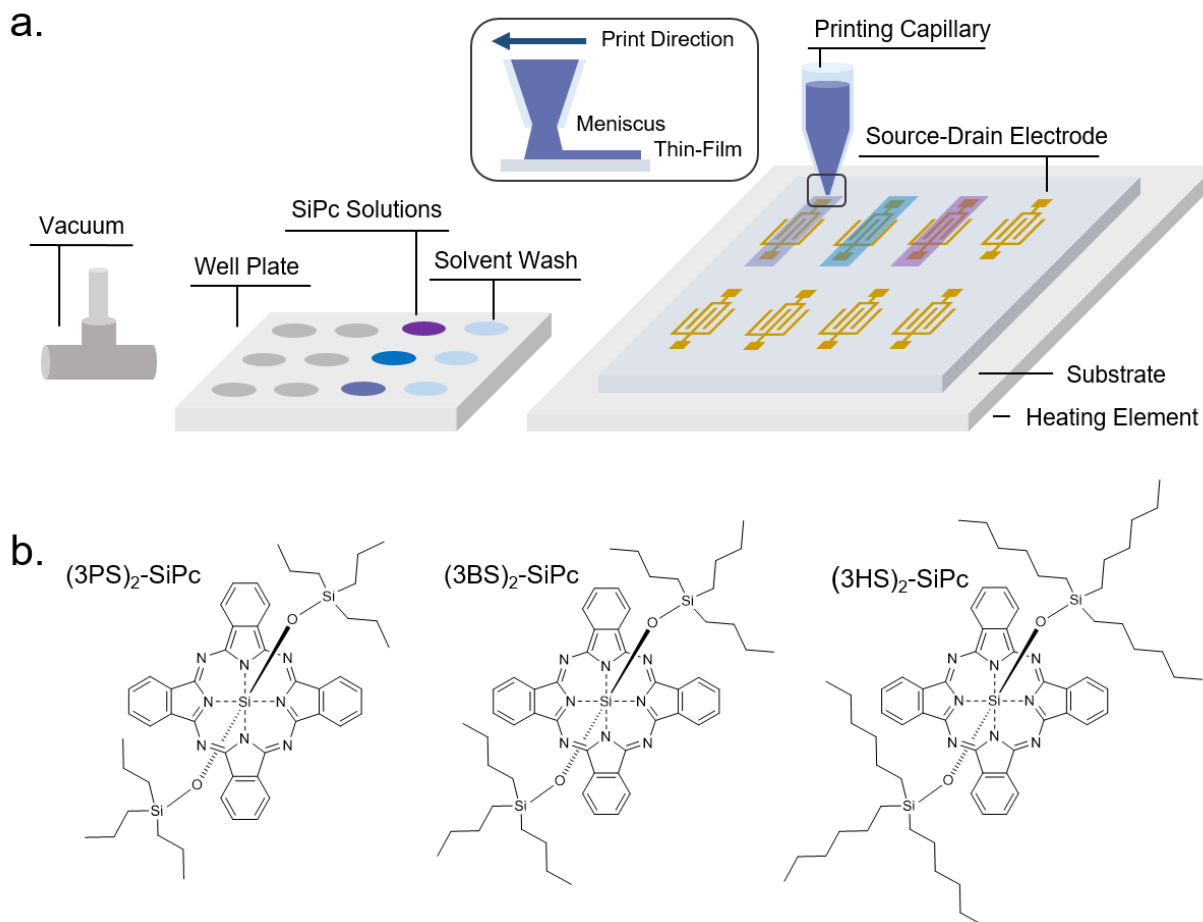 a.
Print Direction
Meniscus
Thin-Film
Printing Capillary
Source-Drain Electrode
Vacuum
SiPc Solutions
Well Plate
Solvent Wash
Substrate
Heating Element
b.
(3PS)₂-SiPc
(3BS)₂-SiPc
(3HS)₂-SiPc
Si
O
N
N
N
N
Si
N
N
N
N
O
Si
Si
O
N
N
N
N
Si
N
N
N
N
O
Si
Si
O
N
N
N
N
Si
N
N
N
N
O
Si